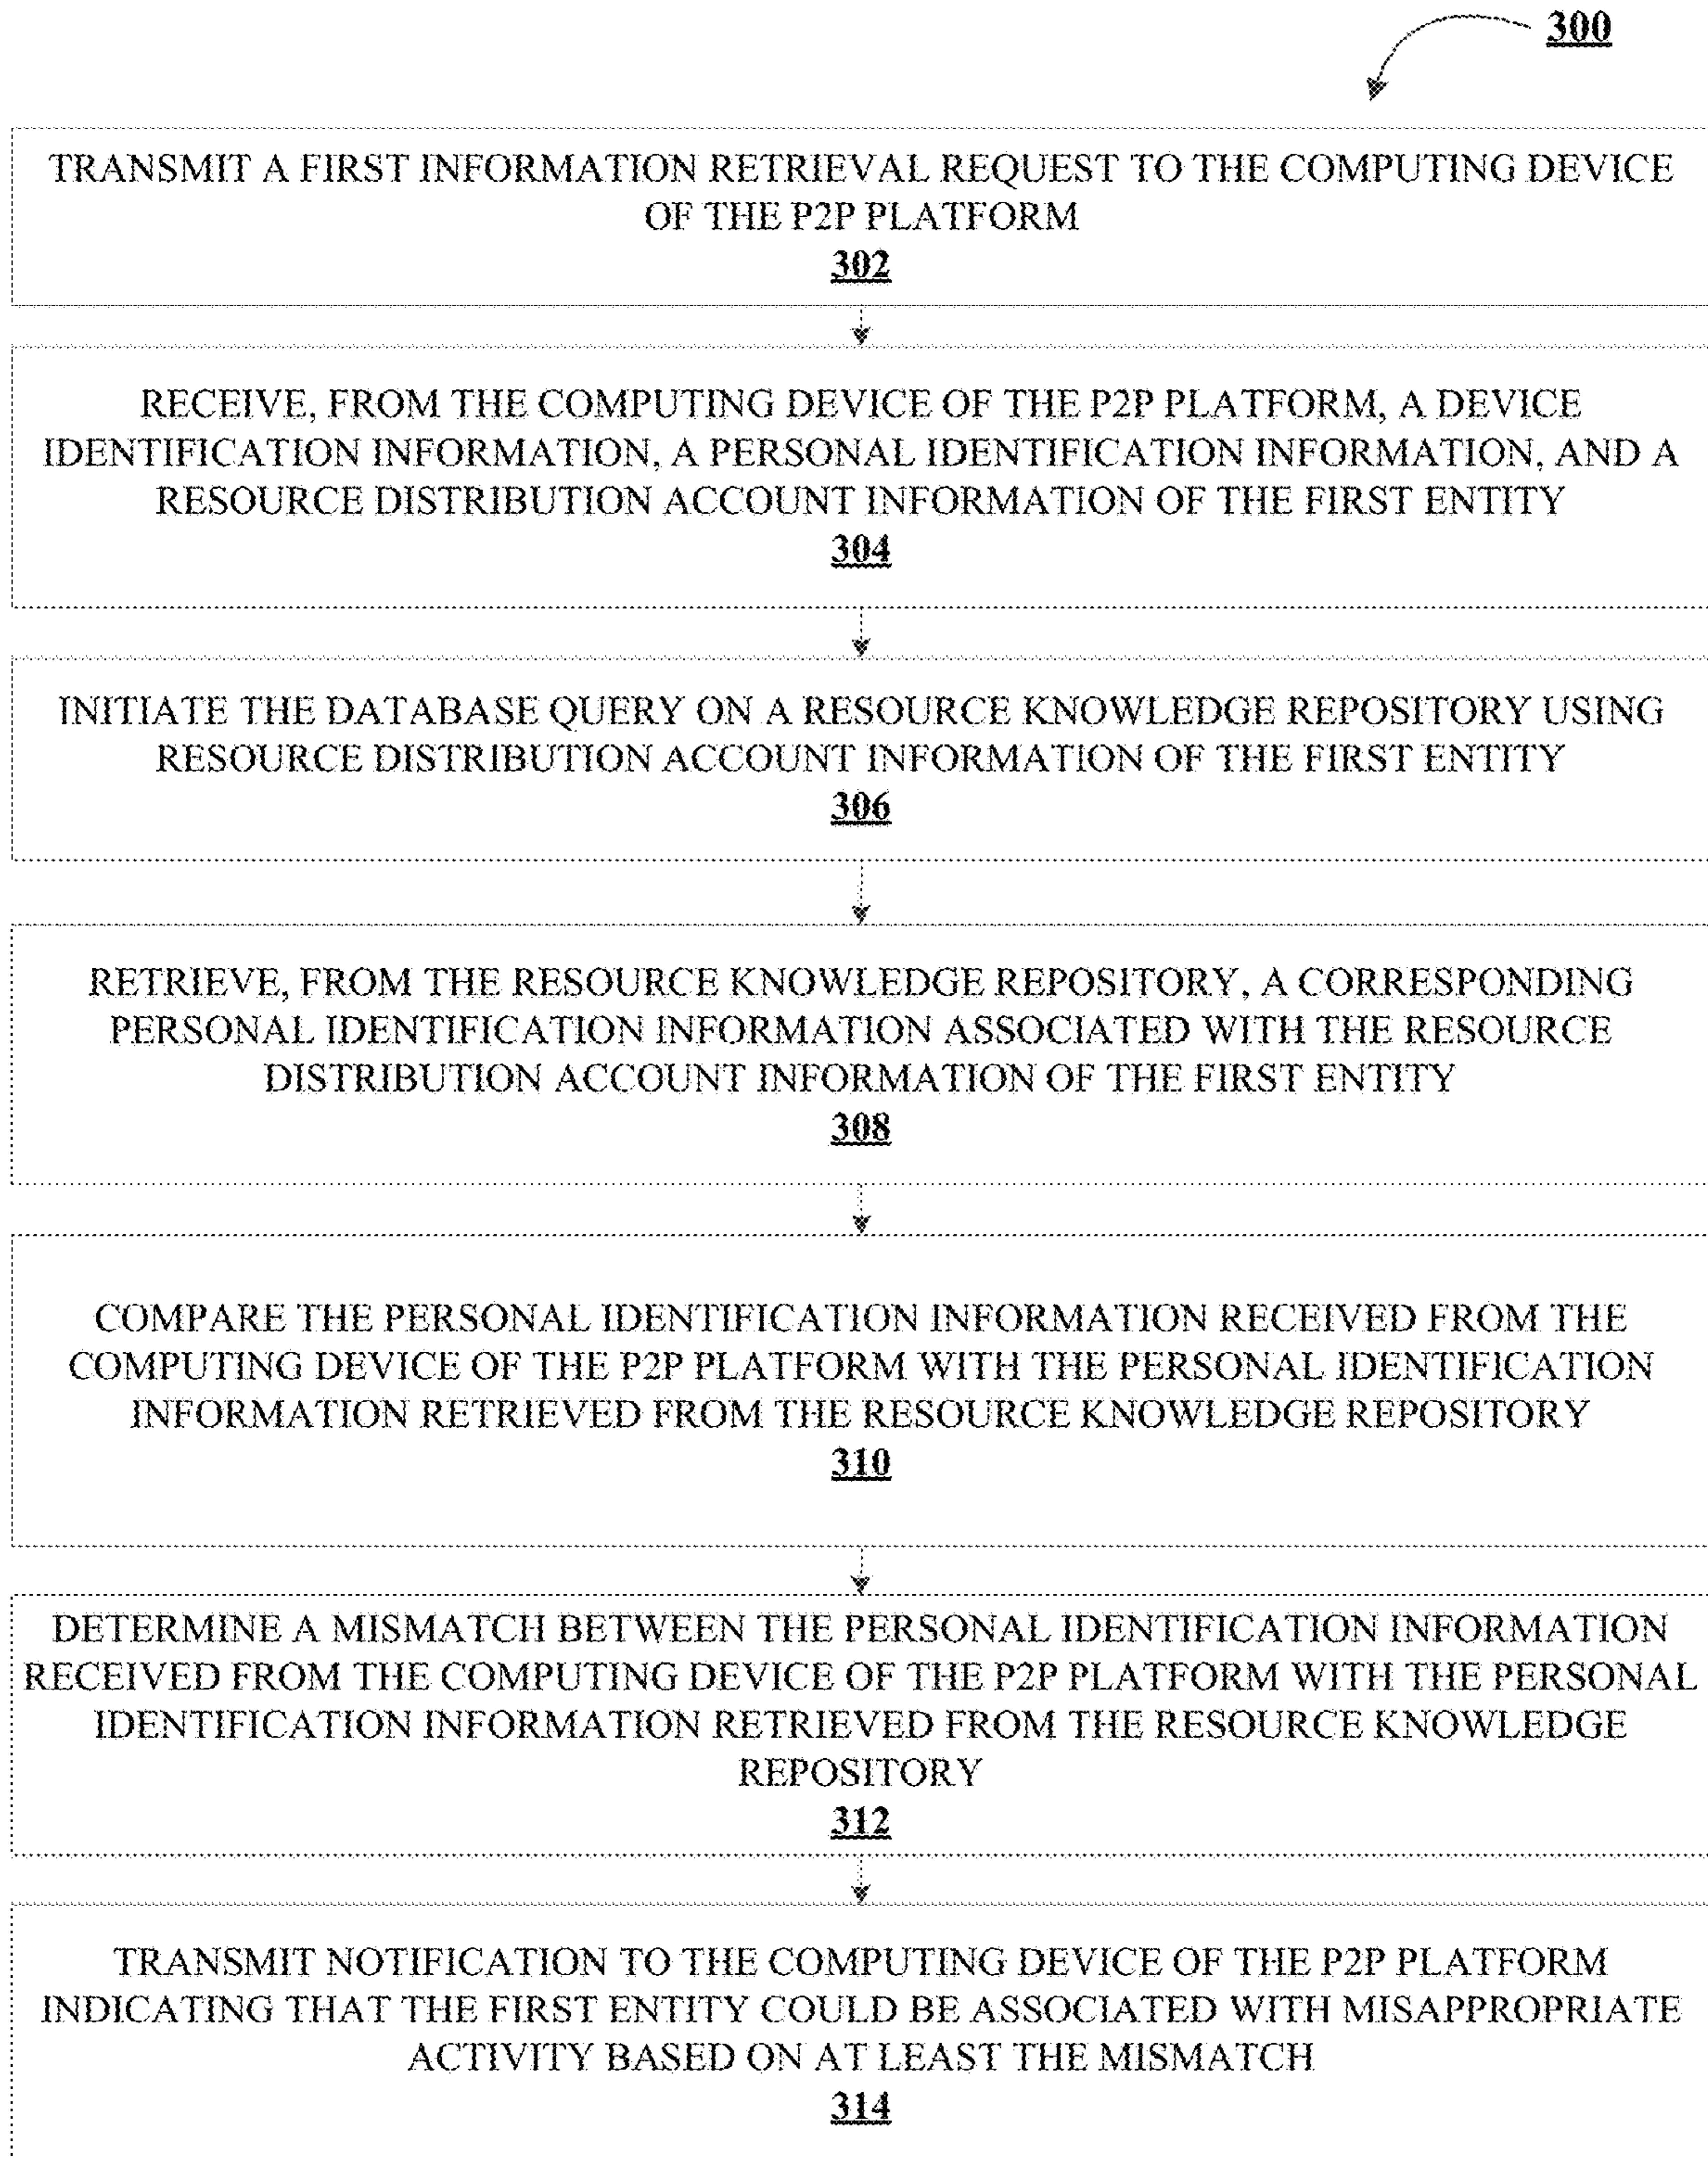 300
TRANSMIT A FIRST INFORMATION RETRIEVAL REQUEST TO THE COMPUTING DEVICE
OF THE P2P PLATFORM
302
RECEIVE, FROM THE COMPUTING DEVICE OF THE P2P PLATFORM, A DEVICE
IDENTIFICATION INFORMATION, A PERSONAL IDENTIFICATION INFORMATION, AND A
RESOURCE DISTRIBUTION ACCOUNT INFORMATION OF THE FIRST ENTITY
304
INITIATE THE DATABASE QUERY ON A RESOURCE KNOWLEDGE REPOSITORY USING
RESOURCE DISTRIBUTION ACCOUNT INFORMATION OF THE FIRST ENTITY
306
RETRIEVE, FROM THE RESOURCE KNOWLEDGE REPOSITORY, A CORRESPONDING
PERSONAL IDENTIFICATION INFORMATION ASSOCIATED WITH THE RESOURCE
DISTRIBUTION ACCOUNT INFORMATION OF THE FIRST ENTITY
308
COMPARE THE PERSONAL IDENTIFICATION INFORMATION RECEIVED FROM THE
COMPUTING DEVICE OF THE P2P PLATFORM WITH THE PERSONAL IDENTIFICATION
INFORMATION RETRIEVED FROM THE RESOURCE KNOWLEDGE REPOSITORY
310
DETERMINE A MISMATCH BETWEEN THE PERSONAL IDENTIFICATION INFORMATION
RECEIVED FROM THE COMPUTING DEVICE OF THE P2P PLATFORM WITH THE PERSONAL
IDENTIFICATION INFORMATION RETRIEVED FROM THE RESOURCE KNOWLEDGE
REPOSITORY
312
TRANSMIT NOTIFICATION TO THE COMPUTING DEVICE OF THE P2P PLATFORM
INDICATING THAT THE FIRST ENTITY COULD BE ASSOCIATED WITH MISAPPROPRIATE
ACTIVITY BASED ON AT LEAST THE MISMATCH
314